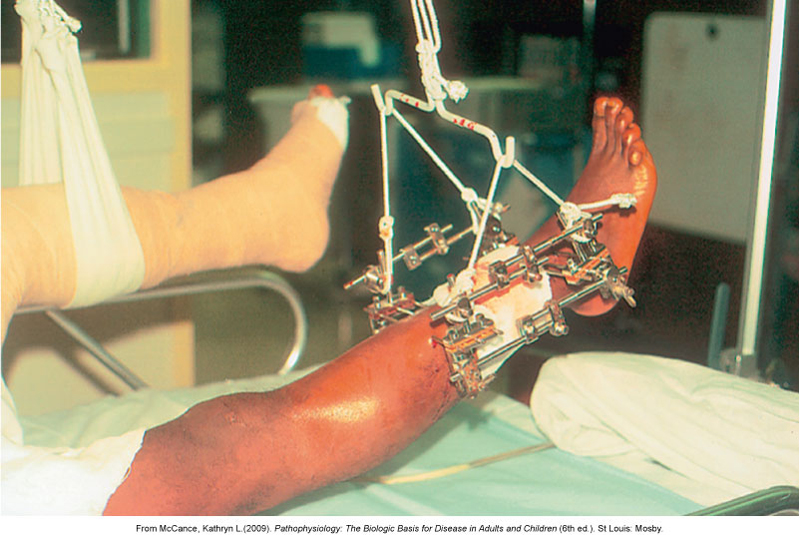 From McCance, Kathryn L.(2009). Pathophysiology: The Biologic Basis for Disease in Adults and Children (6th ed.). St Louis: Mosby.